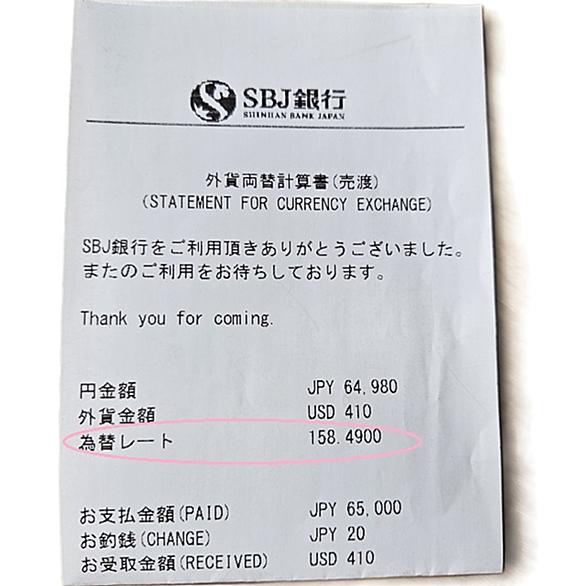 SBJ銀行
SHINHAN BANK JAPAN
外貨両替計算書(売渡)
(STATEMENT FOR CURRENCY EXCHANGE)
SBJ銀行をご利用頂きありがとうございました。
またのご利用をお待ちしております。
Thank you for coming.
円金額 JPY 64,980
外貨金額 USD 410
為替レート 158.4900
お支払金額(PAID) JPY 65,000
お釣銭(CHANGE) JPY 20
お受取金額(RECEIVED) USD 410